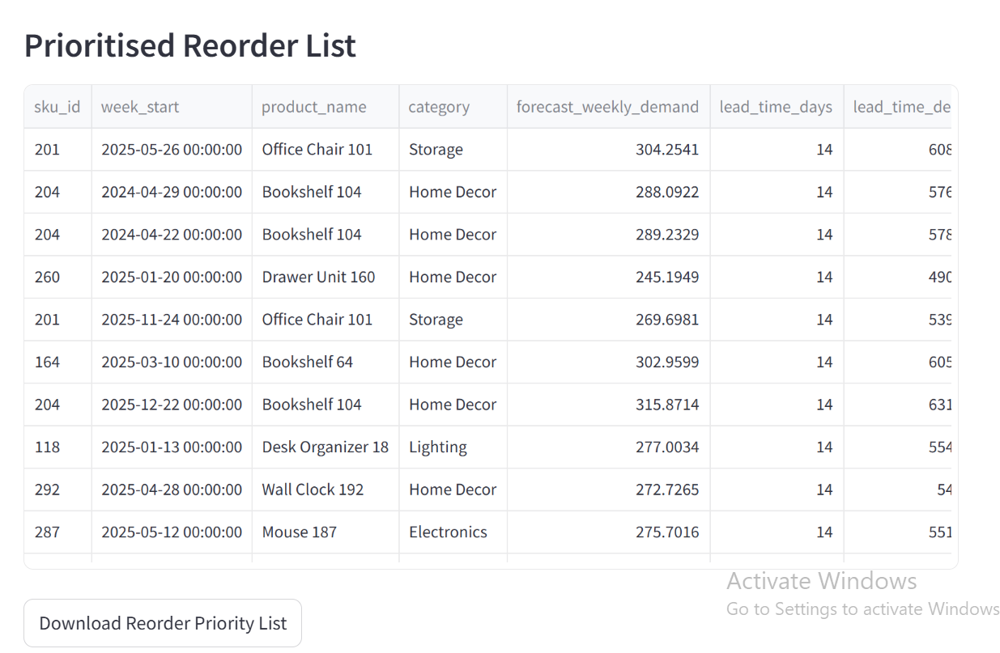 Prioritised Reorder List
sku_id week_start product_name category forecast_weekly_demand lead_time_days lead_time_de
201 2025-05-26 00:00:00 Office Chair 101 Storage 304.2541 14 608
204 2024-04-29 00:00:00 Bookshelf 104 Home Decor 288.0922 14 576
204 2024-04-22 00:00:00 Bookshelf 104 Home Decor 289.2329 14 578
260 2025-01-20 00:00:00 Drawer Unit 160 Home Decor 245.1949 14 490
201 2025-11-24 00:00:00 Office Chair 101 Storage 269.6981 14 539
164 2025-03-10 00:00:00 Bookshelf 64 Home Decor 302.9599 14 605
204 2025-12-22 00:00:00 Bookshelf 104 Home Decor 315.8714 14 631
118 2025-01-13 00:00:00 Desk Organizer 18 Lighting 277.0034 14 554
292 2025-04-28 00:00:00 Wall Clock 192 Home Decor 272.7265 14 54
287 2025-05-12 00:00:00 Mouse 187 Electronics 275.7016 14 551
Activate Windows
Go to Settings to activate Windows
Download Reorder Priority List